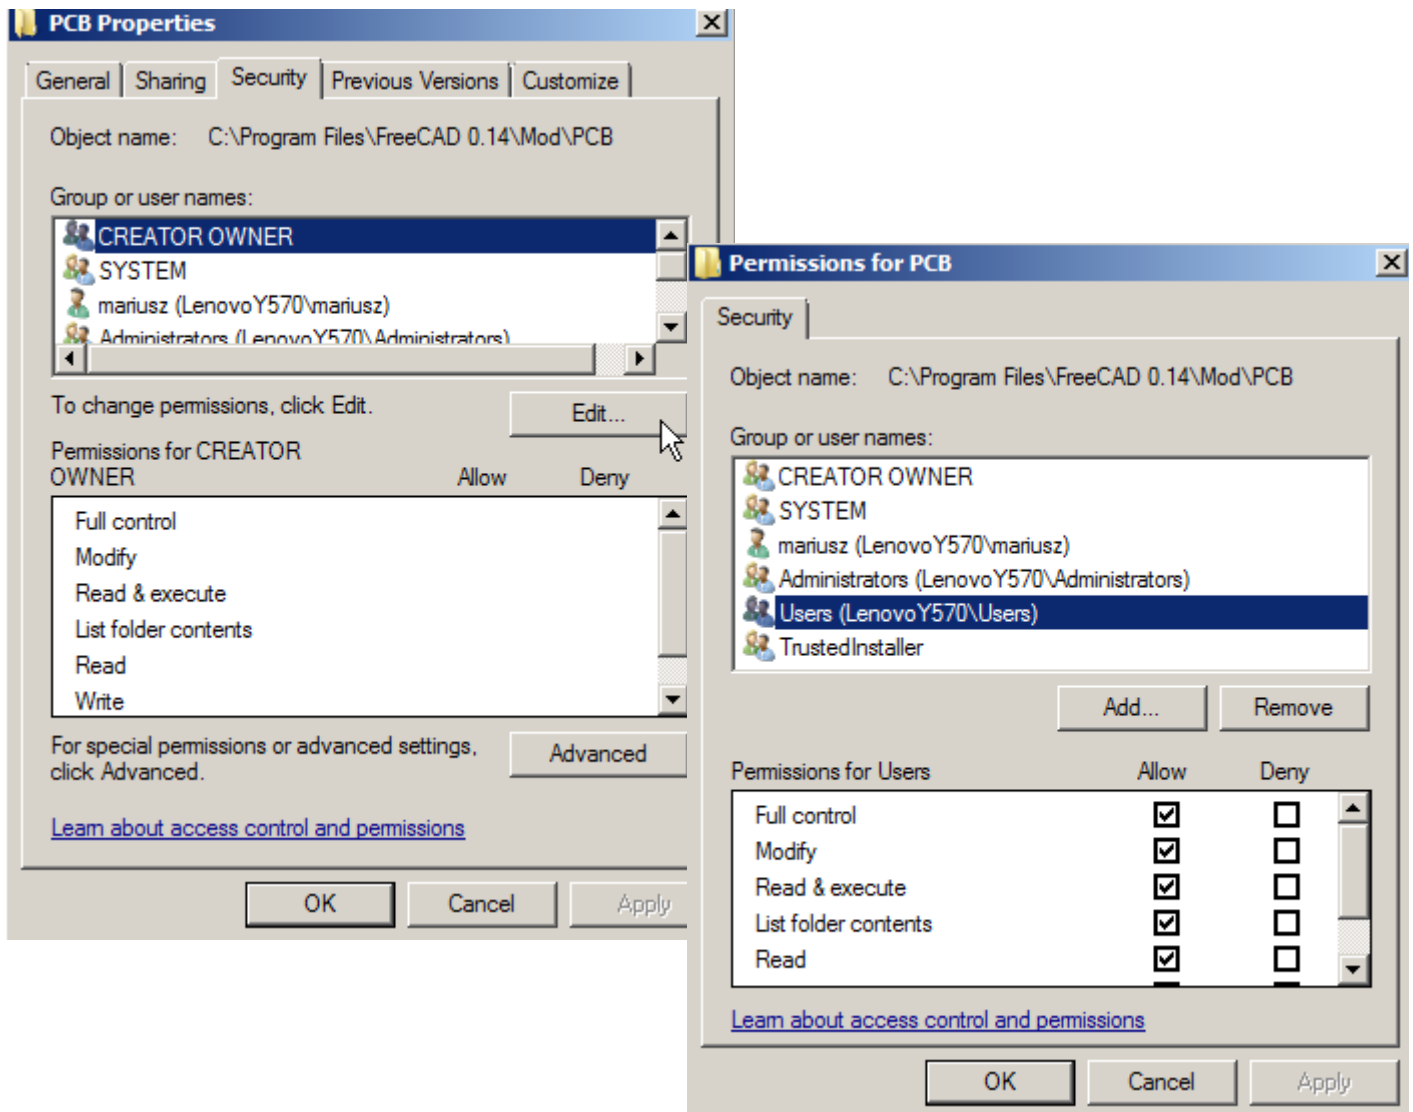 PCB Properties
General Sharing Security Previous Versions Customize
Object name: C:\Program Files\FreeCAD 0.14\Mod\PCB
Group or user names:
CREATOR OWNER
SYSTEM
mariusz (LenovoY570\mariusz)
Administrators (LenovoY570\Administrators)
To change permissions, click Edit.
Edit...
Permissions for CREATOR
OWNER Allow Deny
Full control
Modify
Read & execute
List folder contents
Read
Write
For special permissions or advanced settings,
click Advanced.
Advanced
Learn about access control and permissions
OK Cancel Apply
Permissions for PCB
Security
Object name: C:\Program Files\FreeCAD 0.14\Mod\PCB
Group or user names:
CREATOR OWNER
SYSTEM
mariusz (LenovoY570\mariusz)
Administrators (LenovoY570\Administrators)
Users (LenovoY570\Users)
TrustedInstaller
Add... Remove
Permissions for Users Allow Deny
Full control
Modify
Read & execute
List folder contents
Read
Learn about access control and permissions
OK Cancel Apply